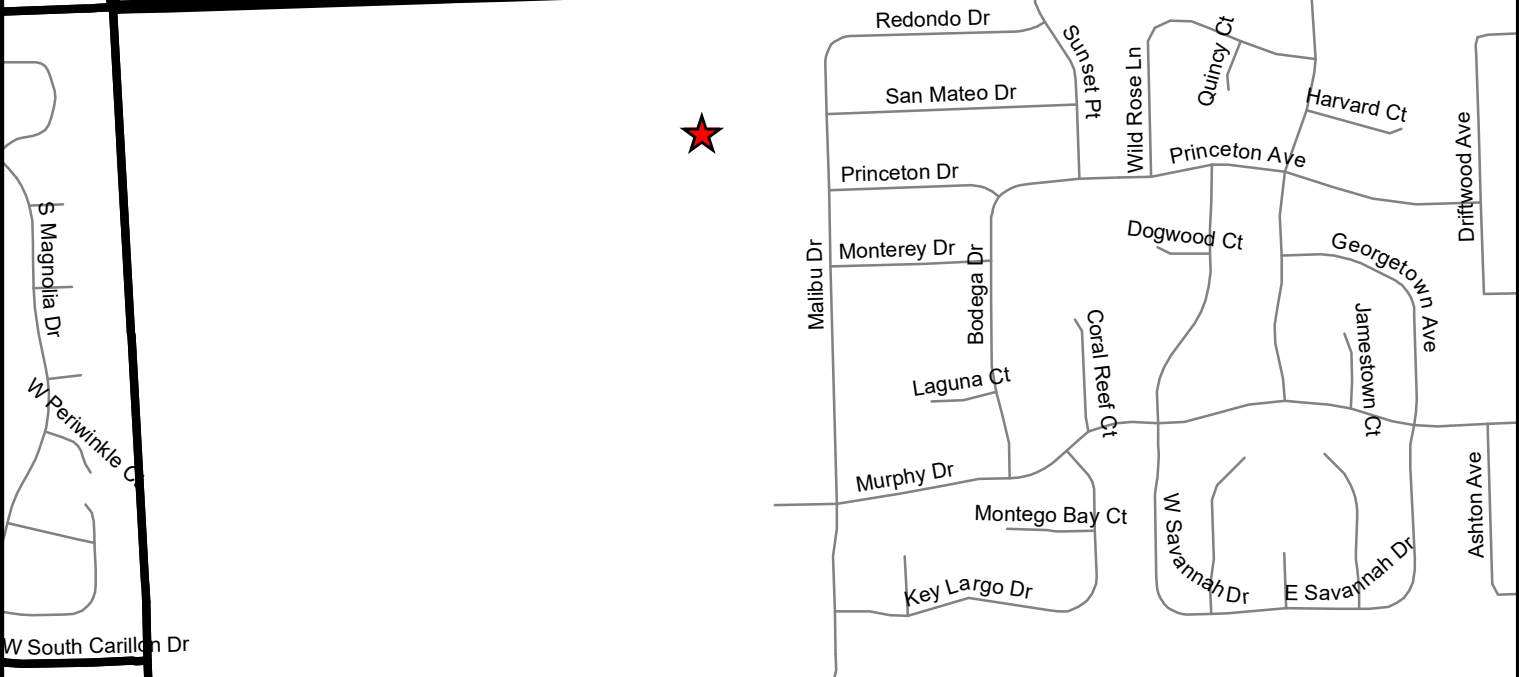 Redondo Dr
Sunset Pt
Wild Rose Ln
Quincy Ct
San Mateo Dr
Harvard Ct
Driftwood Ave
Princeton Dr
Princeton Ave
S Magnolia Dr
Malibu Dr
Monterey Dr
Bodega Dr
Dogwood Ct
Georgetown Ave
Coral Reef Ct
Jamestown Ct
Laguna Ct
W Periwinkle Ct
Murphy Dr
Montego Bay Ct
W Savannah Dr
E Savannah Dr
Ashton Ave
Key Largo Dr
W South Carillon Dr